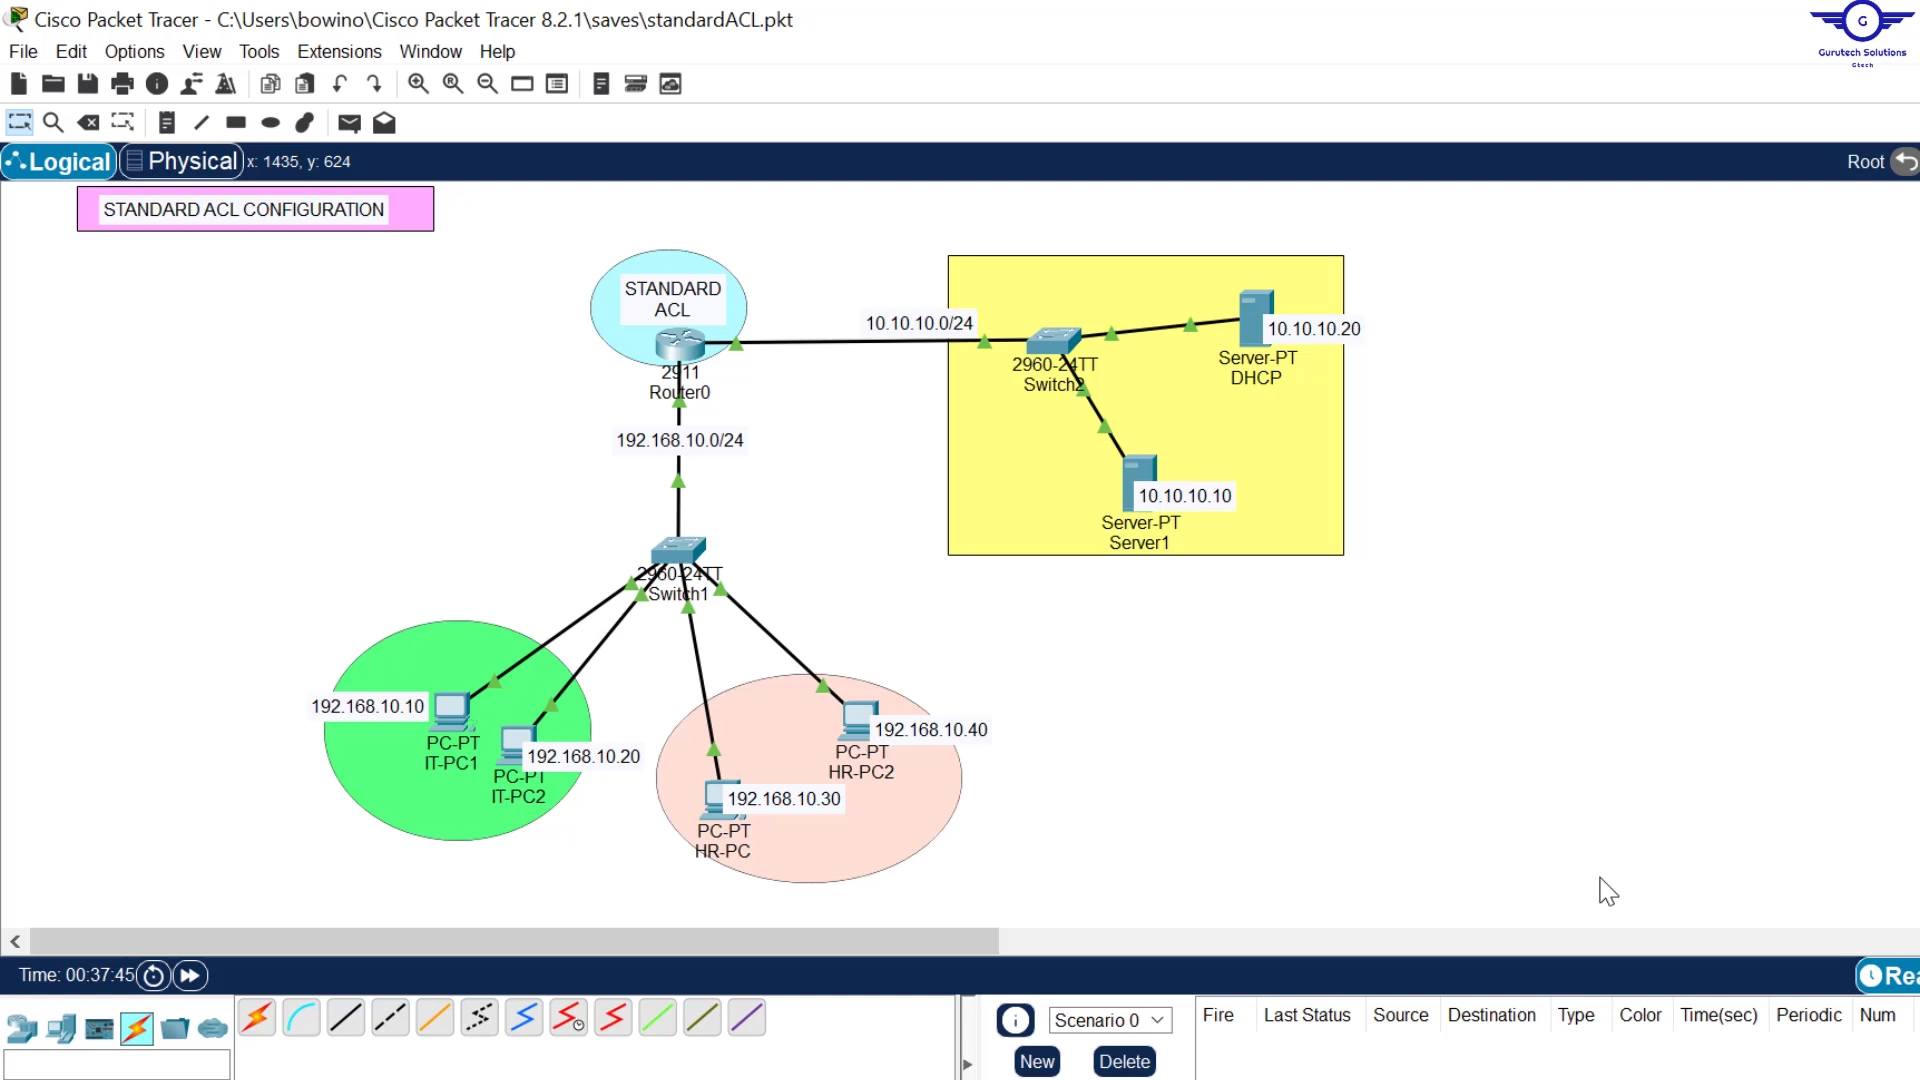 Cisco Packet Tracer - C:\Users\bowino\Cisco Packet Tracer 8.2.1\saves\standardACL.pkt
G
Gurutech Solutions
Gtech
File Edit Options View Tools Extensions Window Help
Logical Physical x: 1435, y: 624 Root
STANDARD ACL CONFIGURATION
STANDARD
ACL
2911
Router0
10.10.10.0/24
2960-24TT
Switch2
10.10.10.20
Server-PT
DHCP
10.10.10.10
Server-PT
Server1
192.168.10.0/24
2960-24TT
Switch1
192.168.10.10
PC-PT
IT-PC1
192.168.10.20
PC-PT
IT-PC2
192.168.10.40
PC-PT
HR-PC2
192.168.10.30
PC-PT
HR-PC
Time: 00:37:45
Rea
Scenario 0
New Delete
Fire Last Status Source Destination Type Color Time(sec) Periodic Num